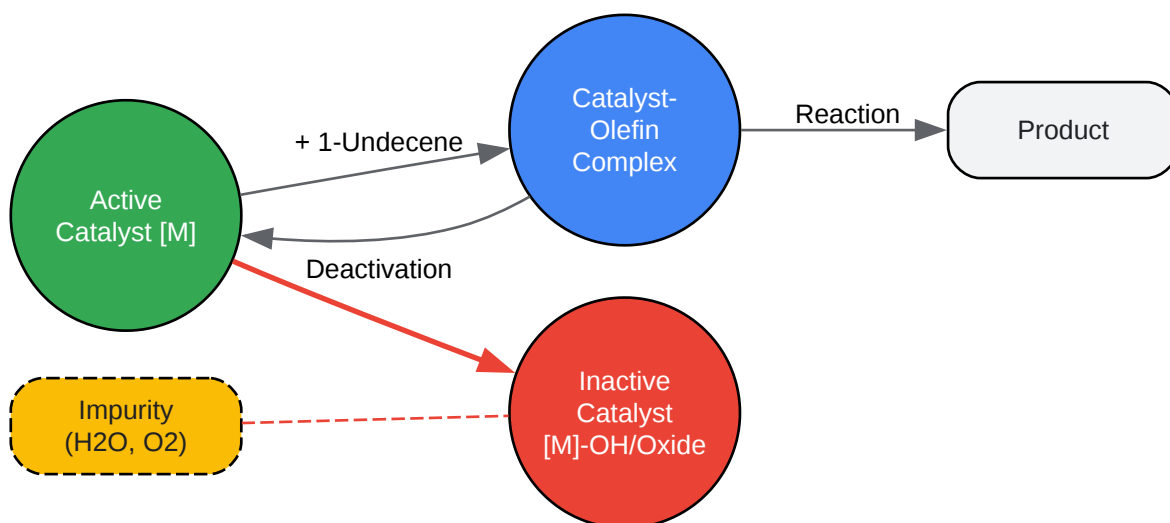 Catalyst-
Olefin
Complex
Reaction
Product
+ 1-Undecene
Active
Catalyst [M]
Deactivation
Inactive
Catalyst
[M]-OH/Oxide
Impurity
(H2O, O2)